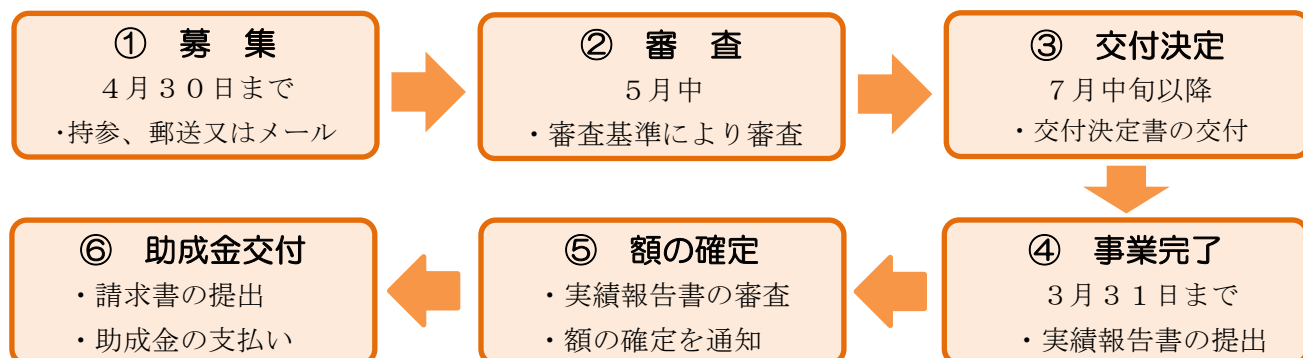 ① 募 集
４月３０日まで
・持参、郵送又はメール
② 審 査
５月中
・審査基準により審査
③ 交付決定
７月中旬以降
・交付決定書の交付
④ 事業完了
３月３１日まで
・実績報告書の提出
⑤ 額の確定
・実績報告書の審査
・額の確定を通知
⑥ 助成金交付
・請求書の提出
・助成金の支払い